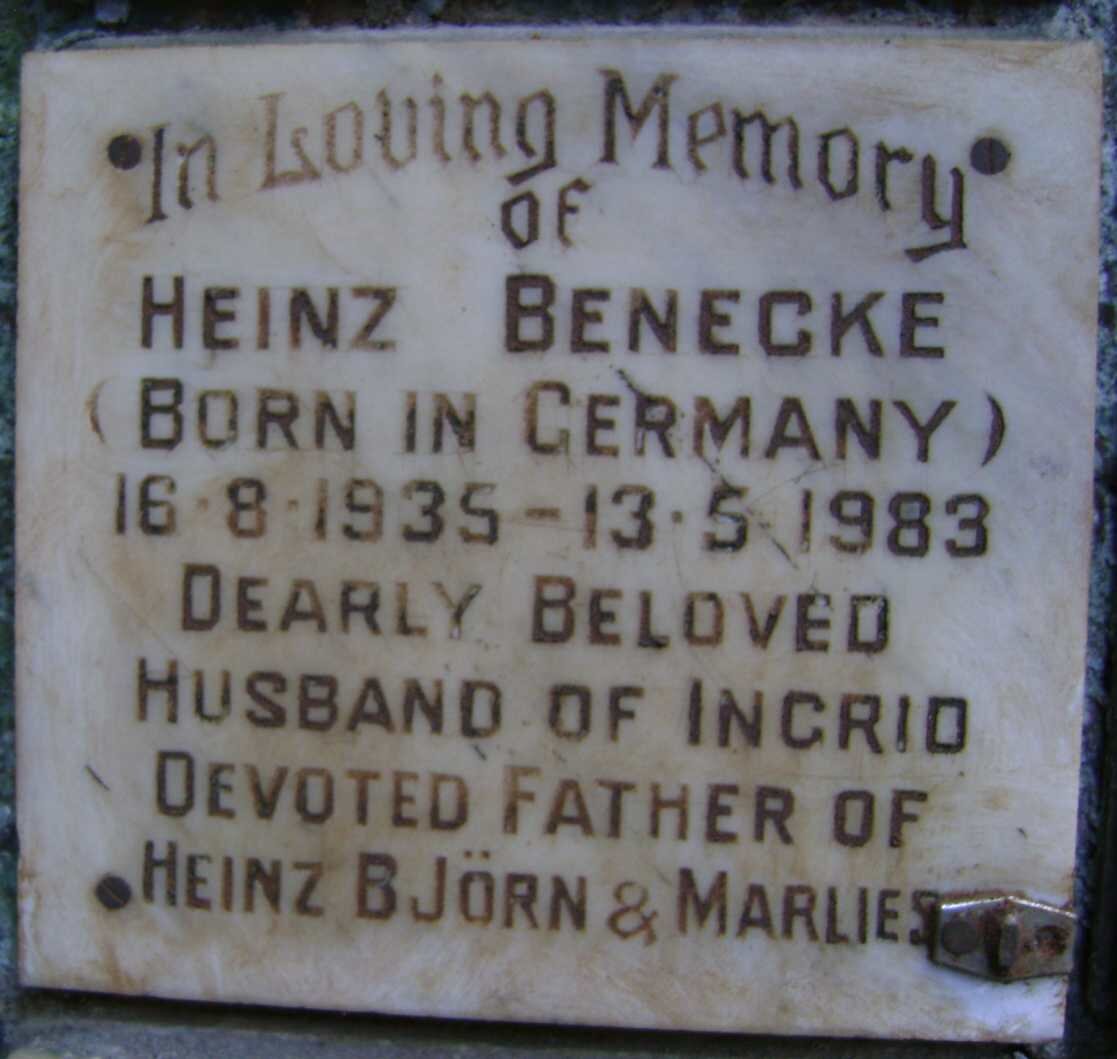 In Loving Memory
of
HEINZ BENECKE
(BORN IN GERMANY)
16·8·1935-13·5·1983
DEARLY BELOVED
HUSBAND OF INGRID
DEVOTED FATHER OF
HEINZ BJÖRN & MARLIES